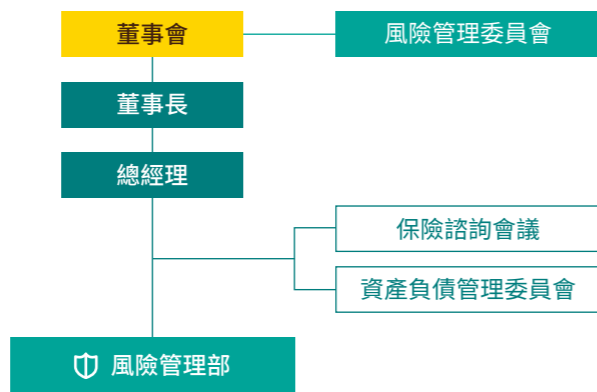 董事會
風險管理委員會
董事長
總經理
保險諮詢會議
資產負債管理委員會
風險管理部